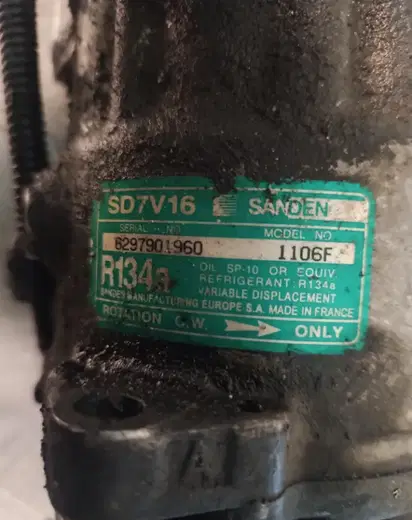 SD7V16 SANDEN
SERIAL NO. MODEL NO
6297901960 1106F
R134a OIL SP-10 OR EQUIV.
REFRIGERANT: R134a
VARIABLE DISPLACEMENT
SANDEN MANUFACTURING EUROPE S.A. MADE IN FRANCE
ROTATION C.W. ONLY
A1